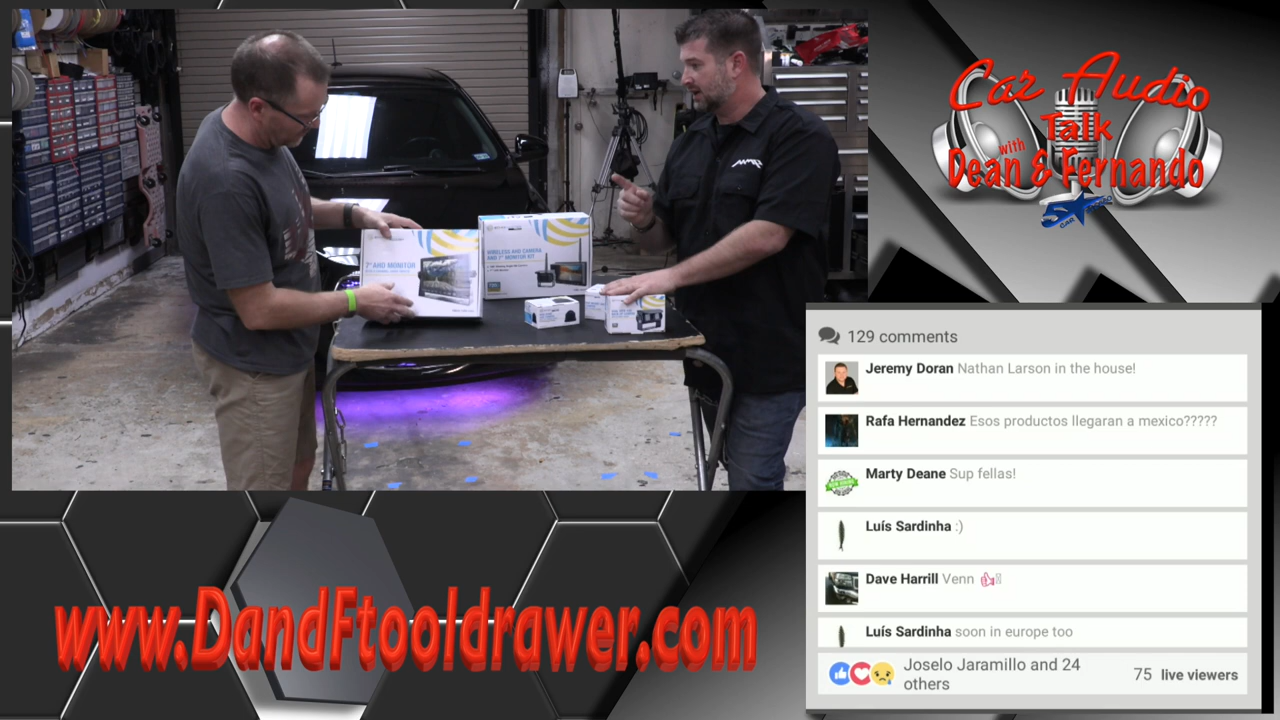 7" AHD MONITOR
WIRELESS AHD CAMERA
AND 7" MONITOR KIT
Car Audio
Talk
with
Dean & Fernando
5
129 comments
Jeremy Doran Nathan Larson in the house!
Rafa Hernandez Esos productos llegaran a mexico?????
Marty Deane Sup fellas!
Luís Sardinha :)
Dave Harrill Venn 👍
Luís Sardinha soon in europe too
Joselo Jaramillo and 24
others
75 live viewers
www.DandFtooldrawer.com